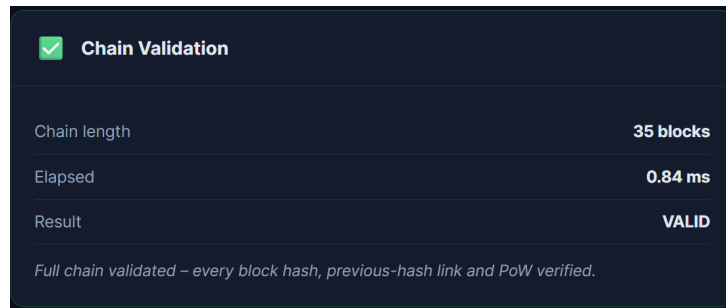 Chain Validation
Chain length 35 blocks
Elapsed 0.84 ms
Result VALID
Full chain validated – every block hash, previous-hash link and PoW verified.